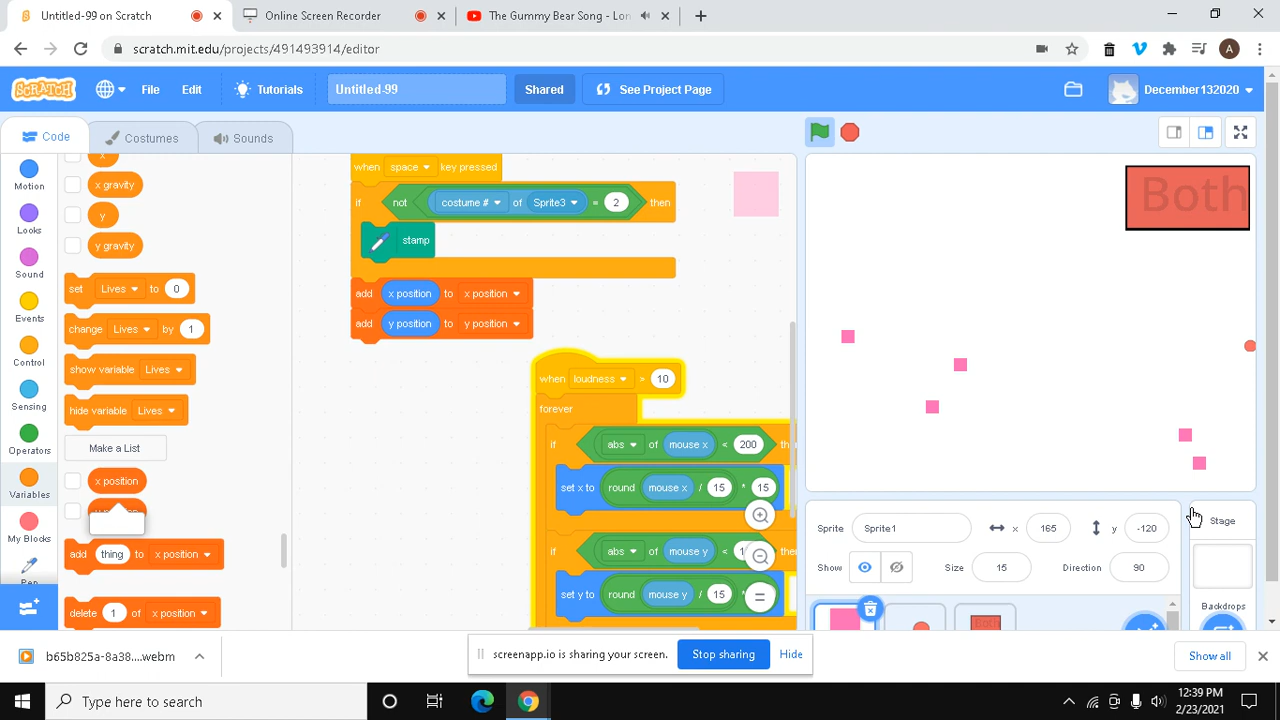 Untitled-99 on Scratch
Online Screen Recorder
The Gummy Bear Song - Lon
scratch.mit.edu/projects/491493914/editor
A
SCRATCH
File
Edit
Tutorials
Untitled-99
Shared
See Project Page
December132020
Code
Costumes
Sounds
Motion
Looks
Sound
Events
Control
Sensing
Operators
Variables
My Blocks
Pen
x
x gravity
y
y gravity
set Lives to 0
change Lives by 1
show variable Lives
hide variable Lives
Make a List
x position
add thing to x position
delete 1 of x position
when space key pressed
if not costume # of Sprite3 = 2 then
stamp
add x position to x position
add y position to y position
when loudness > 10
forever
if abs of mouse x < 200
set x to round mouse x / 15 * 15
if abs of mouse y <
set y to round mouse y / 15
Both
Sprite Sprite1 x 165 y -120
Show Size 15 Direction 90
Stage
Backdrops
Both
b65b825a-8a38....webm
screenapp.io is sharing your screen.
Stop sharing
Hide
Show all
Type here to search
12:39 PM
2/23/2021